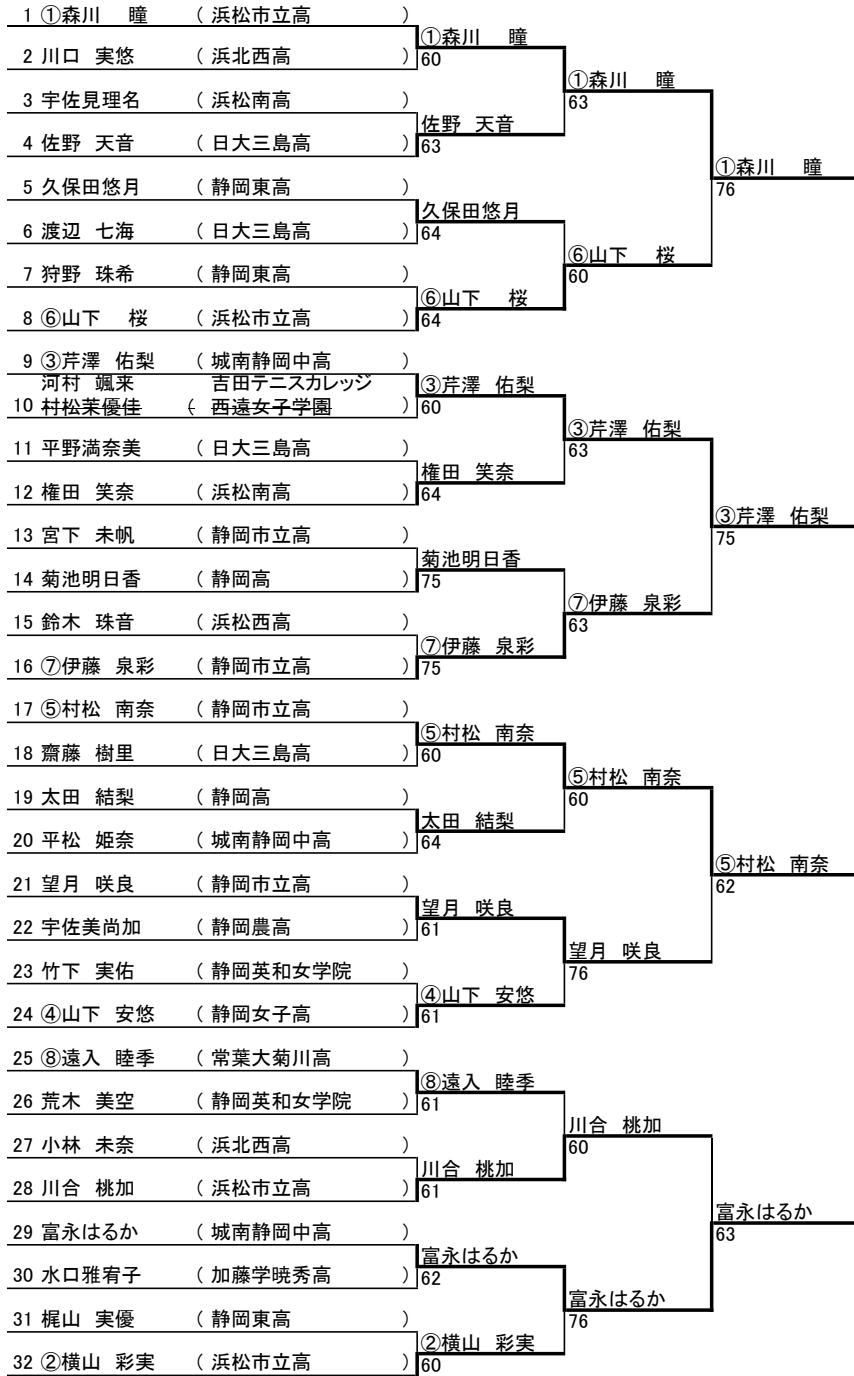 1 ①森川　瞳 （ 浜松市立高 ）
①森川　瞳
2 川口 実悠 （ 浜北西高 ） 60
①森川　瞳
3 宇佐見理名 （ 浜松南高 ） 63
佐野 天音
4 佐野 天音 （ 日大三島高 ） 63
①森川　瞳
5 久保田悠月 （ 静岡東高 ） 76
久保田悠月
6 渡辺 七海 （ 日大三島高 ） 64
⑥山下　桜
7 狩野 珠希 （ 静岡東高 ） 60
⑥山下　桜
8 ⑥山下　桜 （ 浜松市立高 ） 64
9 ③芹澤 佑梨 （ 城南静岡中高 ）
河村 颯来 吉田テニスカレッジ ③芹澤 佑梨
10 村松茉優佳 （ 西遠女子学園 ） 60
③芹澤 佑梨
11 平野満奈美 （ 日大三島高 ） 63
権田 笑奈
12 権田 笑奈 （ 浜松南高 ） 64
③芹澤 佑梨
13 宮下 未帆 （ 静岡市立高 ） 75
菊池明日香
14 菊池明日香 （ 静岡高 ） 75
⑦伊藤 泉彩
15 鈴木 珠音 （ 浜松西高 ） 63
⑦伊藤 泉彩
16 ⑦伊藤 泉彩 （ 静岡市立高 ） 75
17 ⑤村松 南奈 （ 静岡市立高 ）
⑤村松 南奈
18 齋藤 樹里 （ 日大三島高 ） 60
⑤村松 南奈
19 太田 結梨 （ 静岡高 ） 60
太田 結梨
20 平松 姫奈 （ 城南静岡中高 ） 64
⑤村松 南奈
21 望月 咲良 （ 静岡市立高 ） 62
望月 咲良
22 宇佐美尚加 （ 静岡農高 ） 61
望月 咲良
23 竹下 実佑 （ 静岡英和女学院 ） 76
④山下 安悠
24 ④山下 安悠 （ 静岡女子高 ） 61
25 ⑧遠入 睦季 （ 常葉大菊川高 ）
⑧遠入 睦季
26 荒木 美空 （ 静岡英和女学院 ） 61
川合 桃加
27 小林 未奈 （ 浜北西高 ） 60
川合 桃加
28 川合 桃加 （ 浜松市立高 ） 61
富永はるか
29 富永はるか （ 城南静岡中高 ） 63
富永はるか
30 水口雅宥子 （ 加藤学暁秀高 ） 62
富永はるか
31 梶山 実優 （ 静岡東高 ） 76
②横山 彩実
32 ②横山 彩実 （ 浜松市立高 ） 60